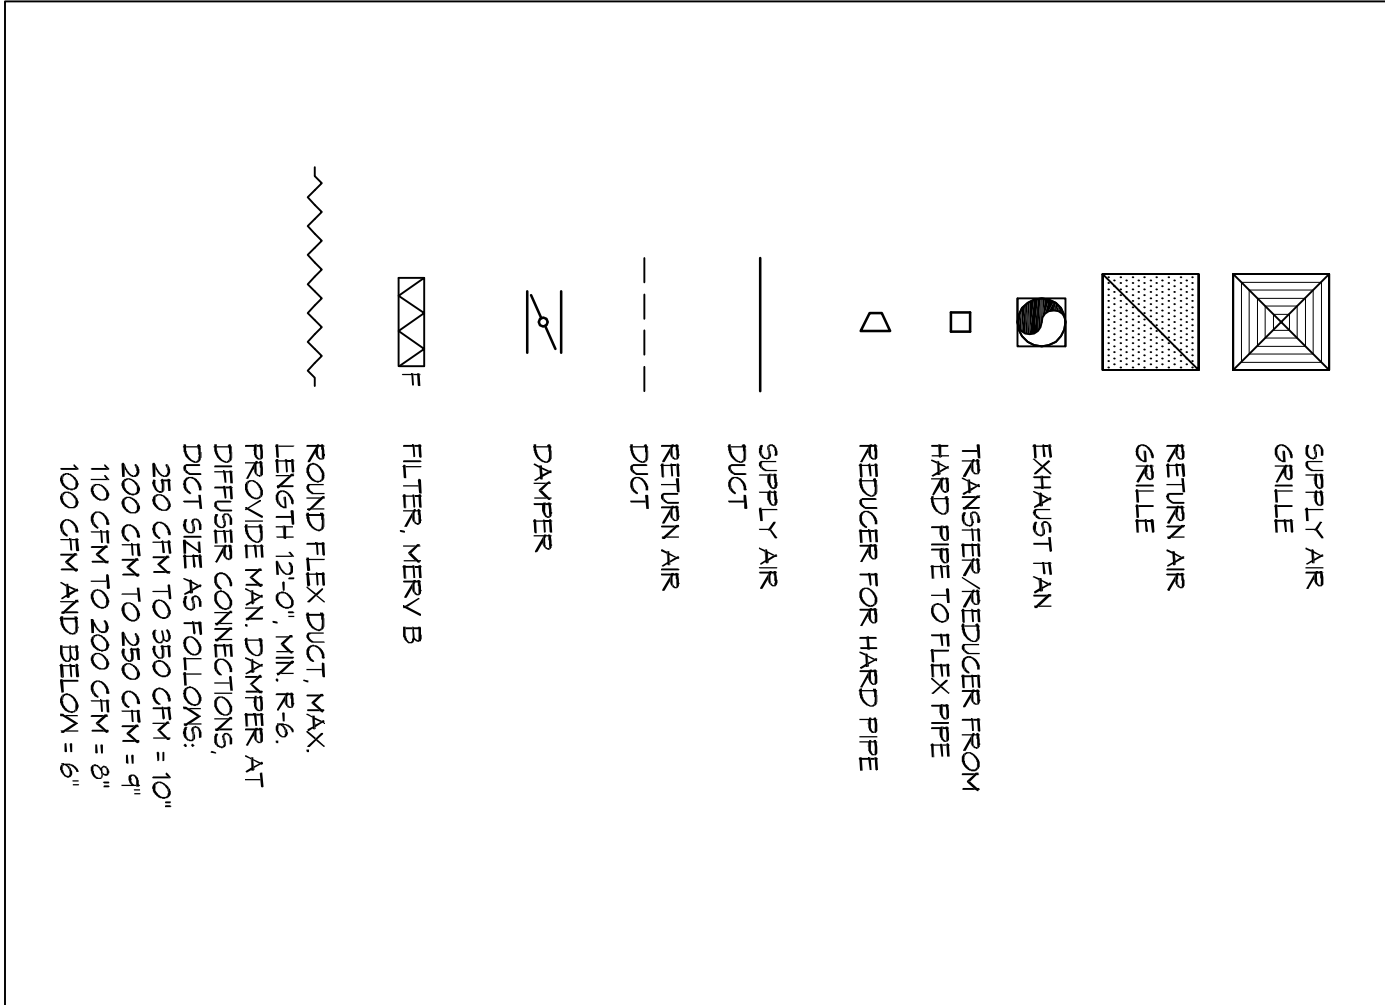 SUPPLY AIR
GRILLE
RETURN AIR
GRILLE
EXHAUST FAN
TRANSFER/REDUCER FROM
HARD PIPE TO FLEX PIPE
REDUCER FOR HARD PIPE
SUPPLY AIR
DUCT
RETURN AIR
DUCT
DAMPER
F
FILTER, MERV B
ROUND FLEX DUCT, MAX.
LENGTH 12'-0", MIN. R-6.
PROVIDE MAN. DAMPER AT
DIFFUSER CONNECTIONS,
DUCT SIZE AS FOLLOWS:
250 CFM TO 350 CFM = 10"
200 CFM TO 250 CFM = 9"
110 CFM TO 200 CFM = 8"
100 CFM AND BELOW = 6"